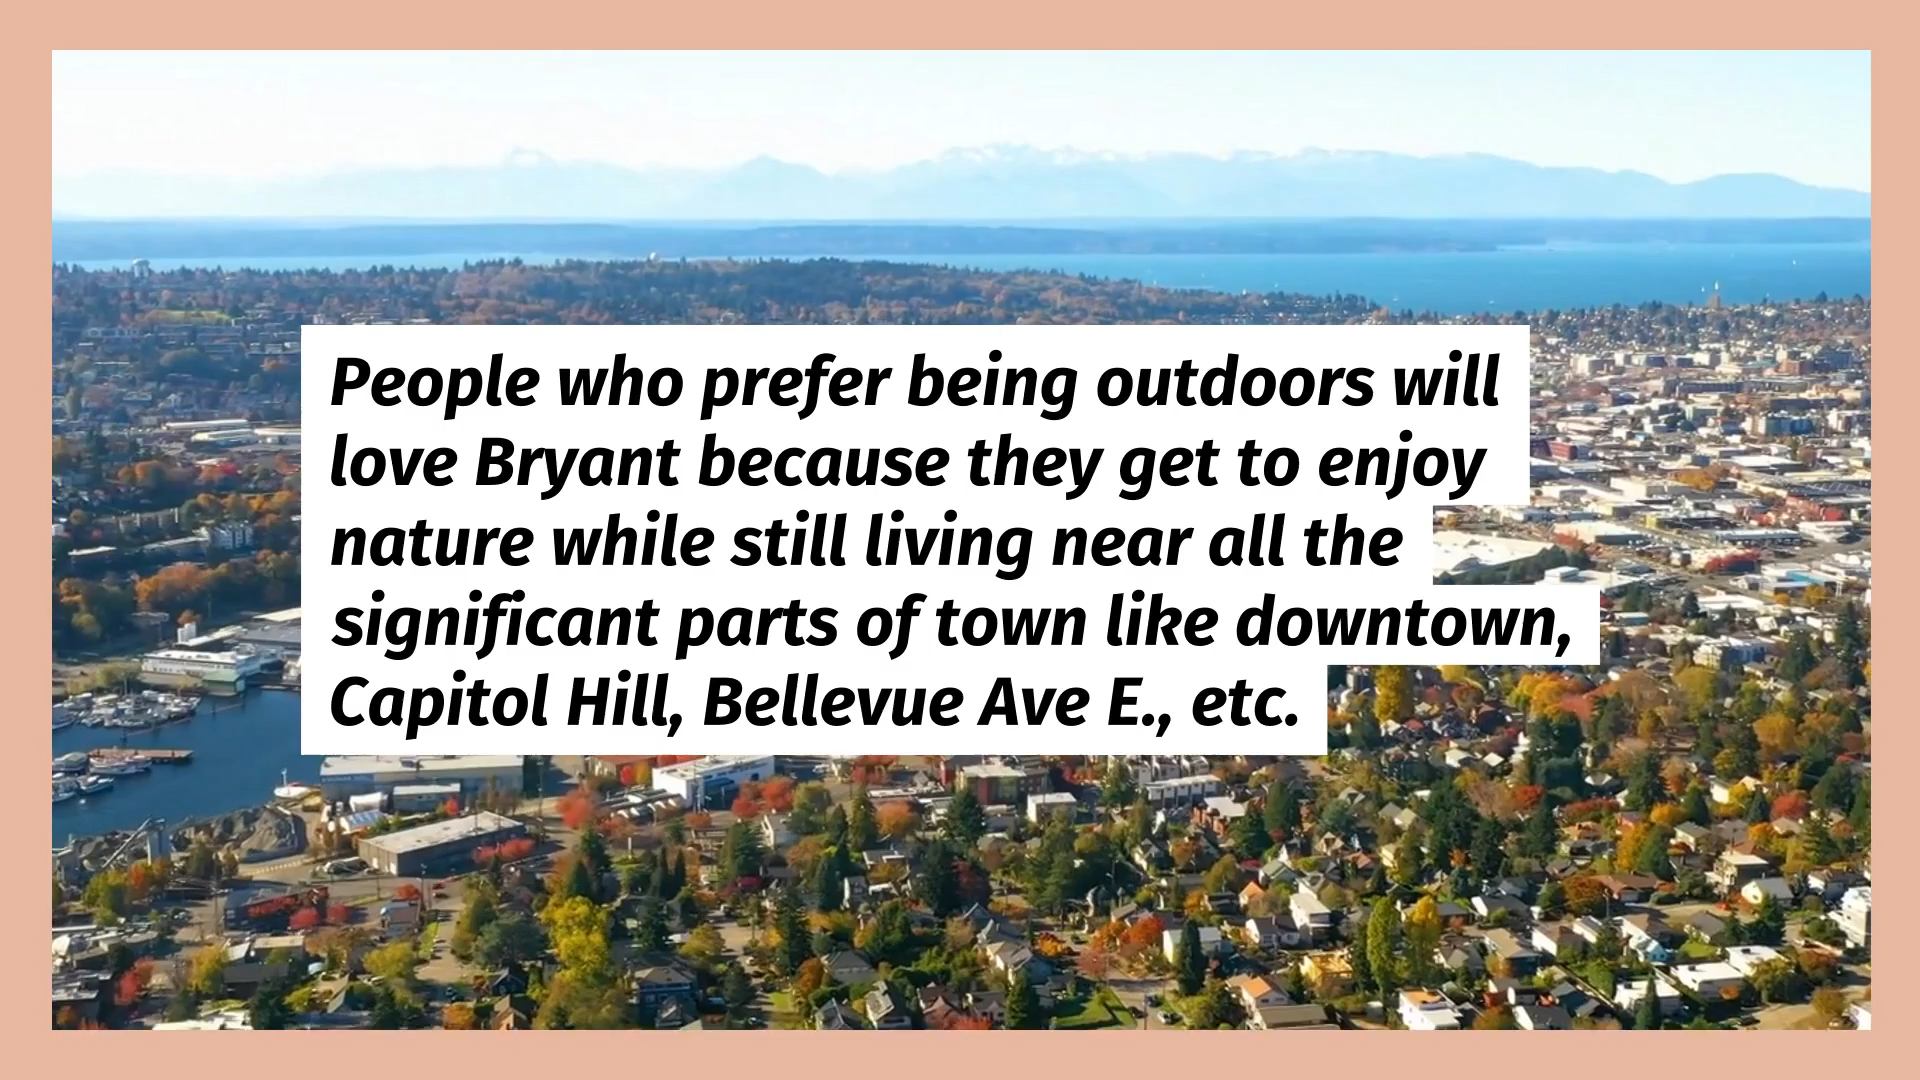 People who prefer being outdoors will
love Bryant because they get to enjoy
nature while still living near all the
significant parts of town like downtown,
Capitol Hill, Bellevue Ave E., etc.